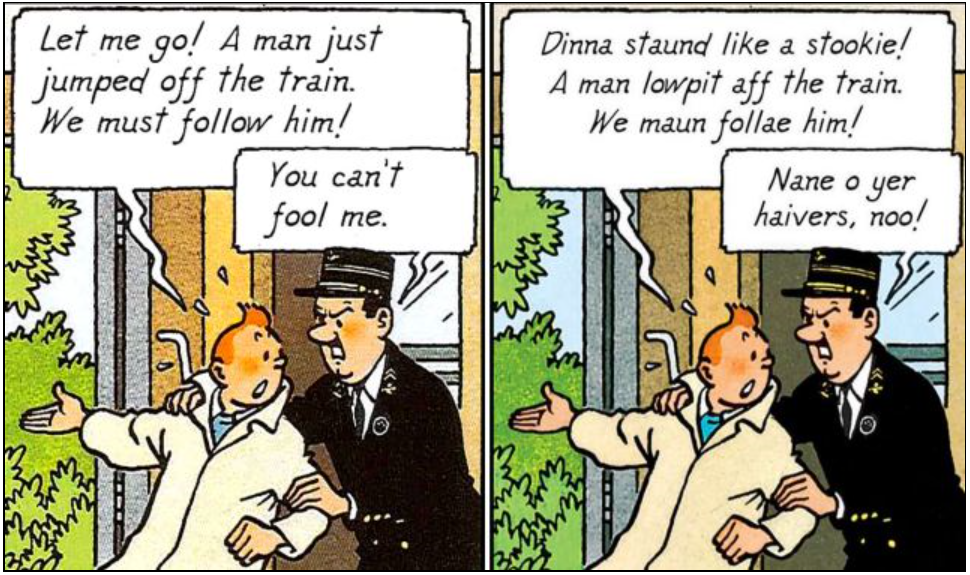 Let me go! A man just
jumped off the train.
We must follow him!
You can't
fool me.
Dinna staund like a stookie!
A man lowpit aff the train.
We maun follae him!
Nane o yer
haivers, noo!